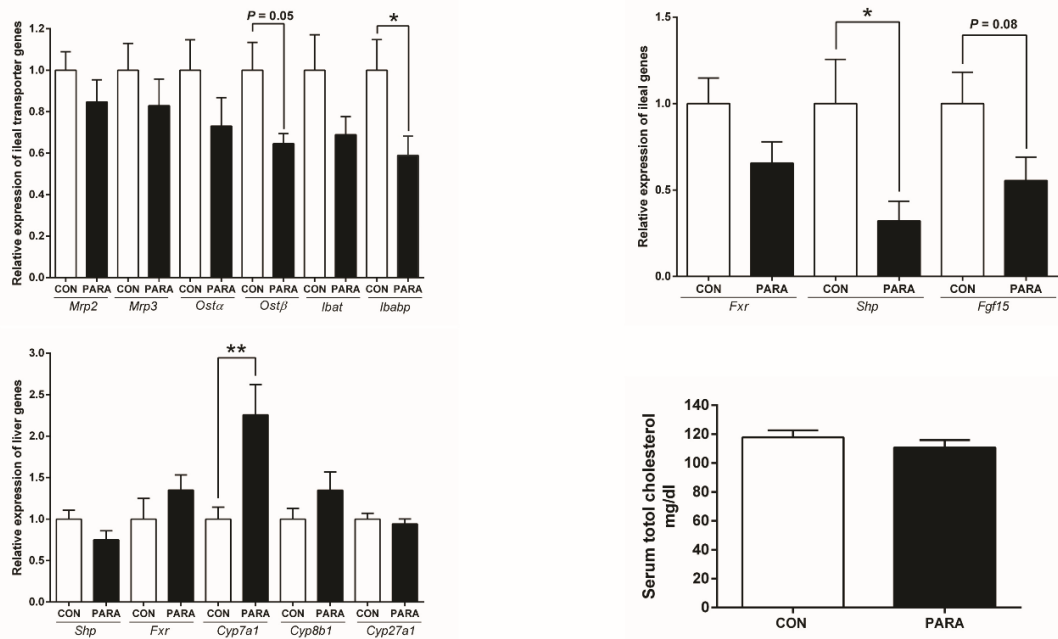 Relative expression of ileal transporter genes
1.2
1.0
0.8
0.6
0.4
0.2
0.0
P = 0.05
*
CON PARA CON PARA CON PARA CON PARA CON PARA CON PARA
Mrp2 Mrp3 Ostα Ostβ Ibat Ibabp
Relative expression of ileal genes
1.5
1.0
0.5
0.0
*
P = 0.08
CON PARA CON PARA CON PARA
Fxr Shp Fgf15
Relative expression of liver genes
3.0
2.5
2.0
1.5
1.0
0.5
0.0
**
CON PARA CON PARA CON PARA CON PARA CON PARA
Shp Fxr Cyp7a1 Cyp8b1 Cyp27a1
Serum totol cholesterol
mg/dl
140
120
100
80
60
40
20
0
CON PARA